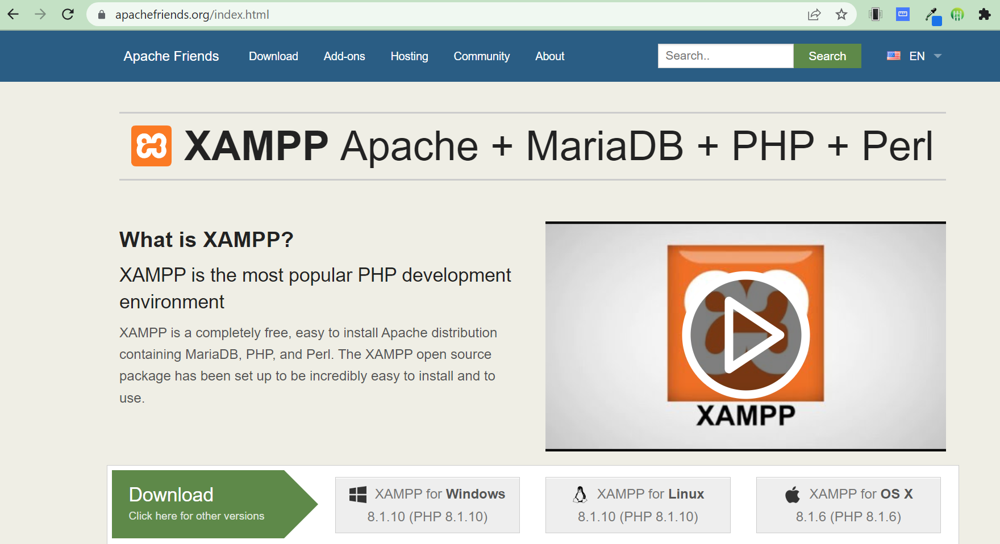 apachefriends.org/index.html
Apache Friends Download Add-ons Hosting Community About Search.. Search EN
XAMPP Apache + MariaDB + PHP + Perl
What is XAMPP?
XAMPP is the most popular PHP development
environment
XAMPP is a completely free, easy to install Apache distribution
containing MariaDB, PHP, and Perl. The XAMPP open source
package has been set up to be incredibly easy to install and to
use.
XAMPP
Download
Click here for other versions
XAMPP for Windows
8.1.10 (PHP 8.1.10)
XAMPP for Linux
8.1.10 (PHP 8.1.10)
XAMPP for OS X
8.1.6 (PHP 8.1.6)